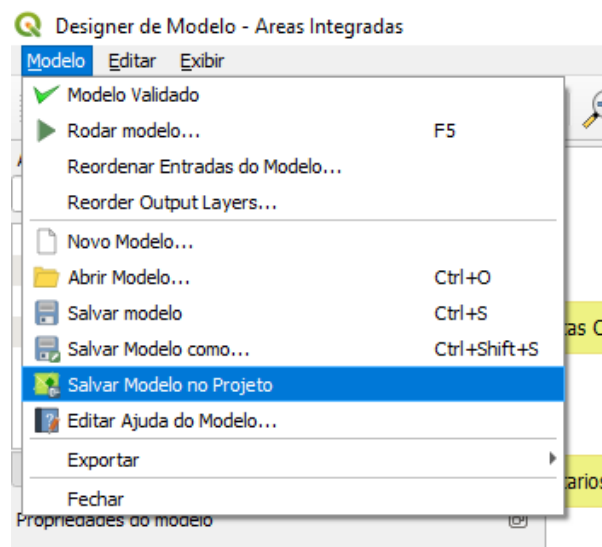 Designer de Modelo - Areas Integradas
Modelo Editar Exibir
Modelo Validado
Rodar modelo... F5
Reordenar Entradas do Modelo...
Reorder Output Layers...
Novo Modelo...
Abrir Modelo... Ctrl+O
Salvar modelo Ctrl+S
Salvar Modelo como... Ctrl+Shift+S
Salvar Modelo no Projeto
Editar Ajuda do Modelo...
Exportar
Fechar
Propriedades do modelo